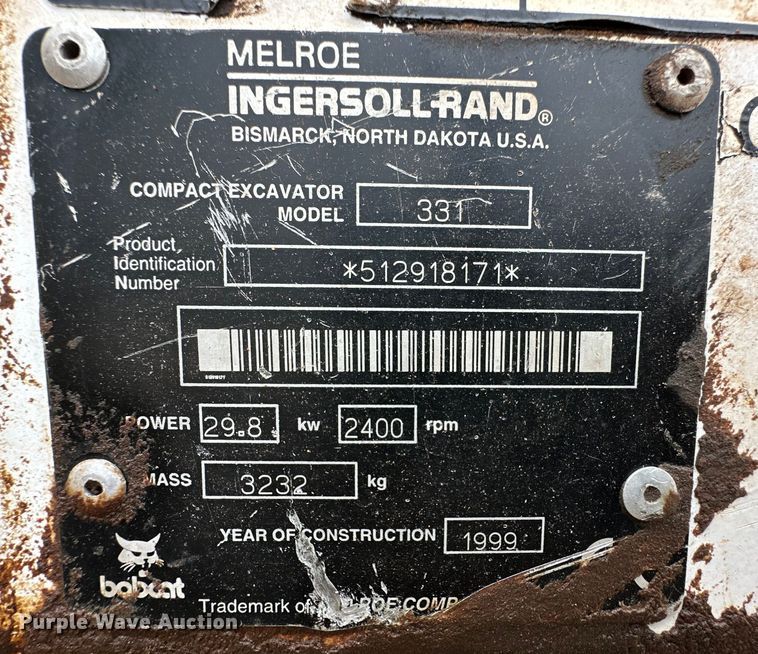 MELROE
INGERSOLL-RAND®
BISMARCK, NORTH DAKOTA U.S.A.
COMPACT EXCAVATOR
MODEL 331
Product
Identification
Number *512918171*
POWER 29.8 kw 2400 rpm
MASS 3232 kg
YEAR OF CONSTRUCTION 1999
bobcat
Trademark of
Purple Wave Auction